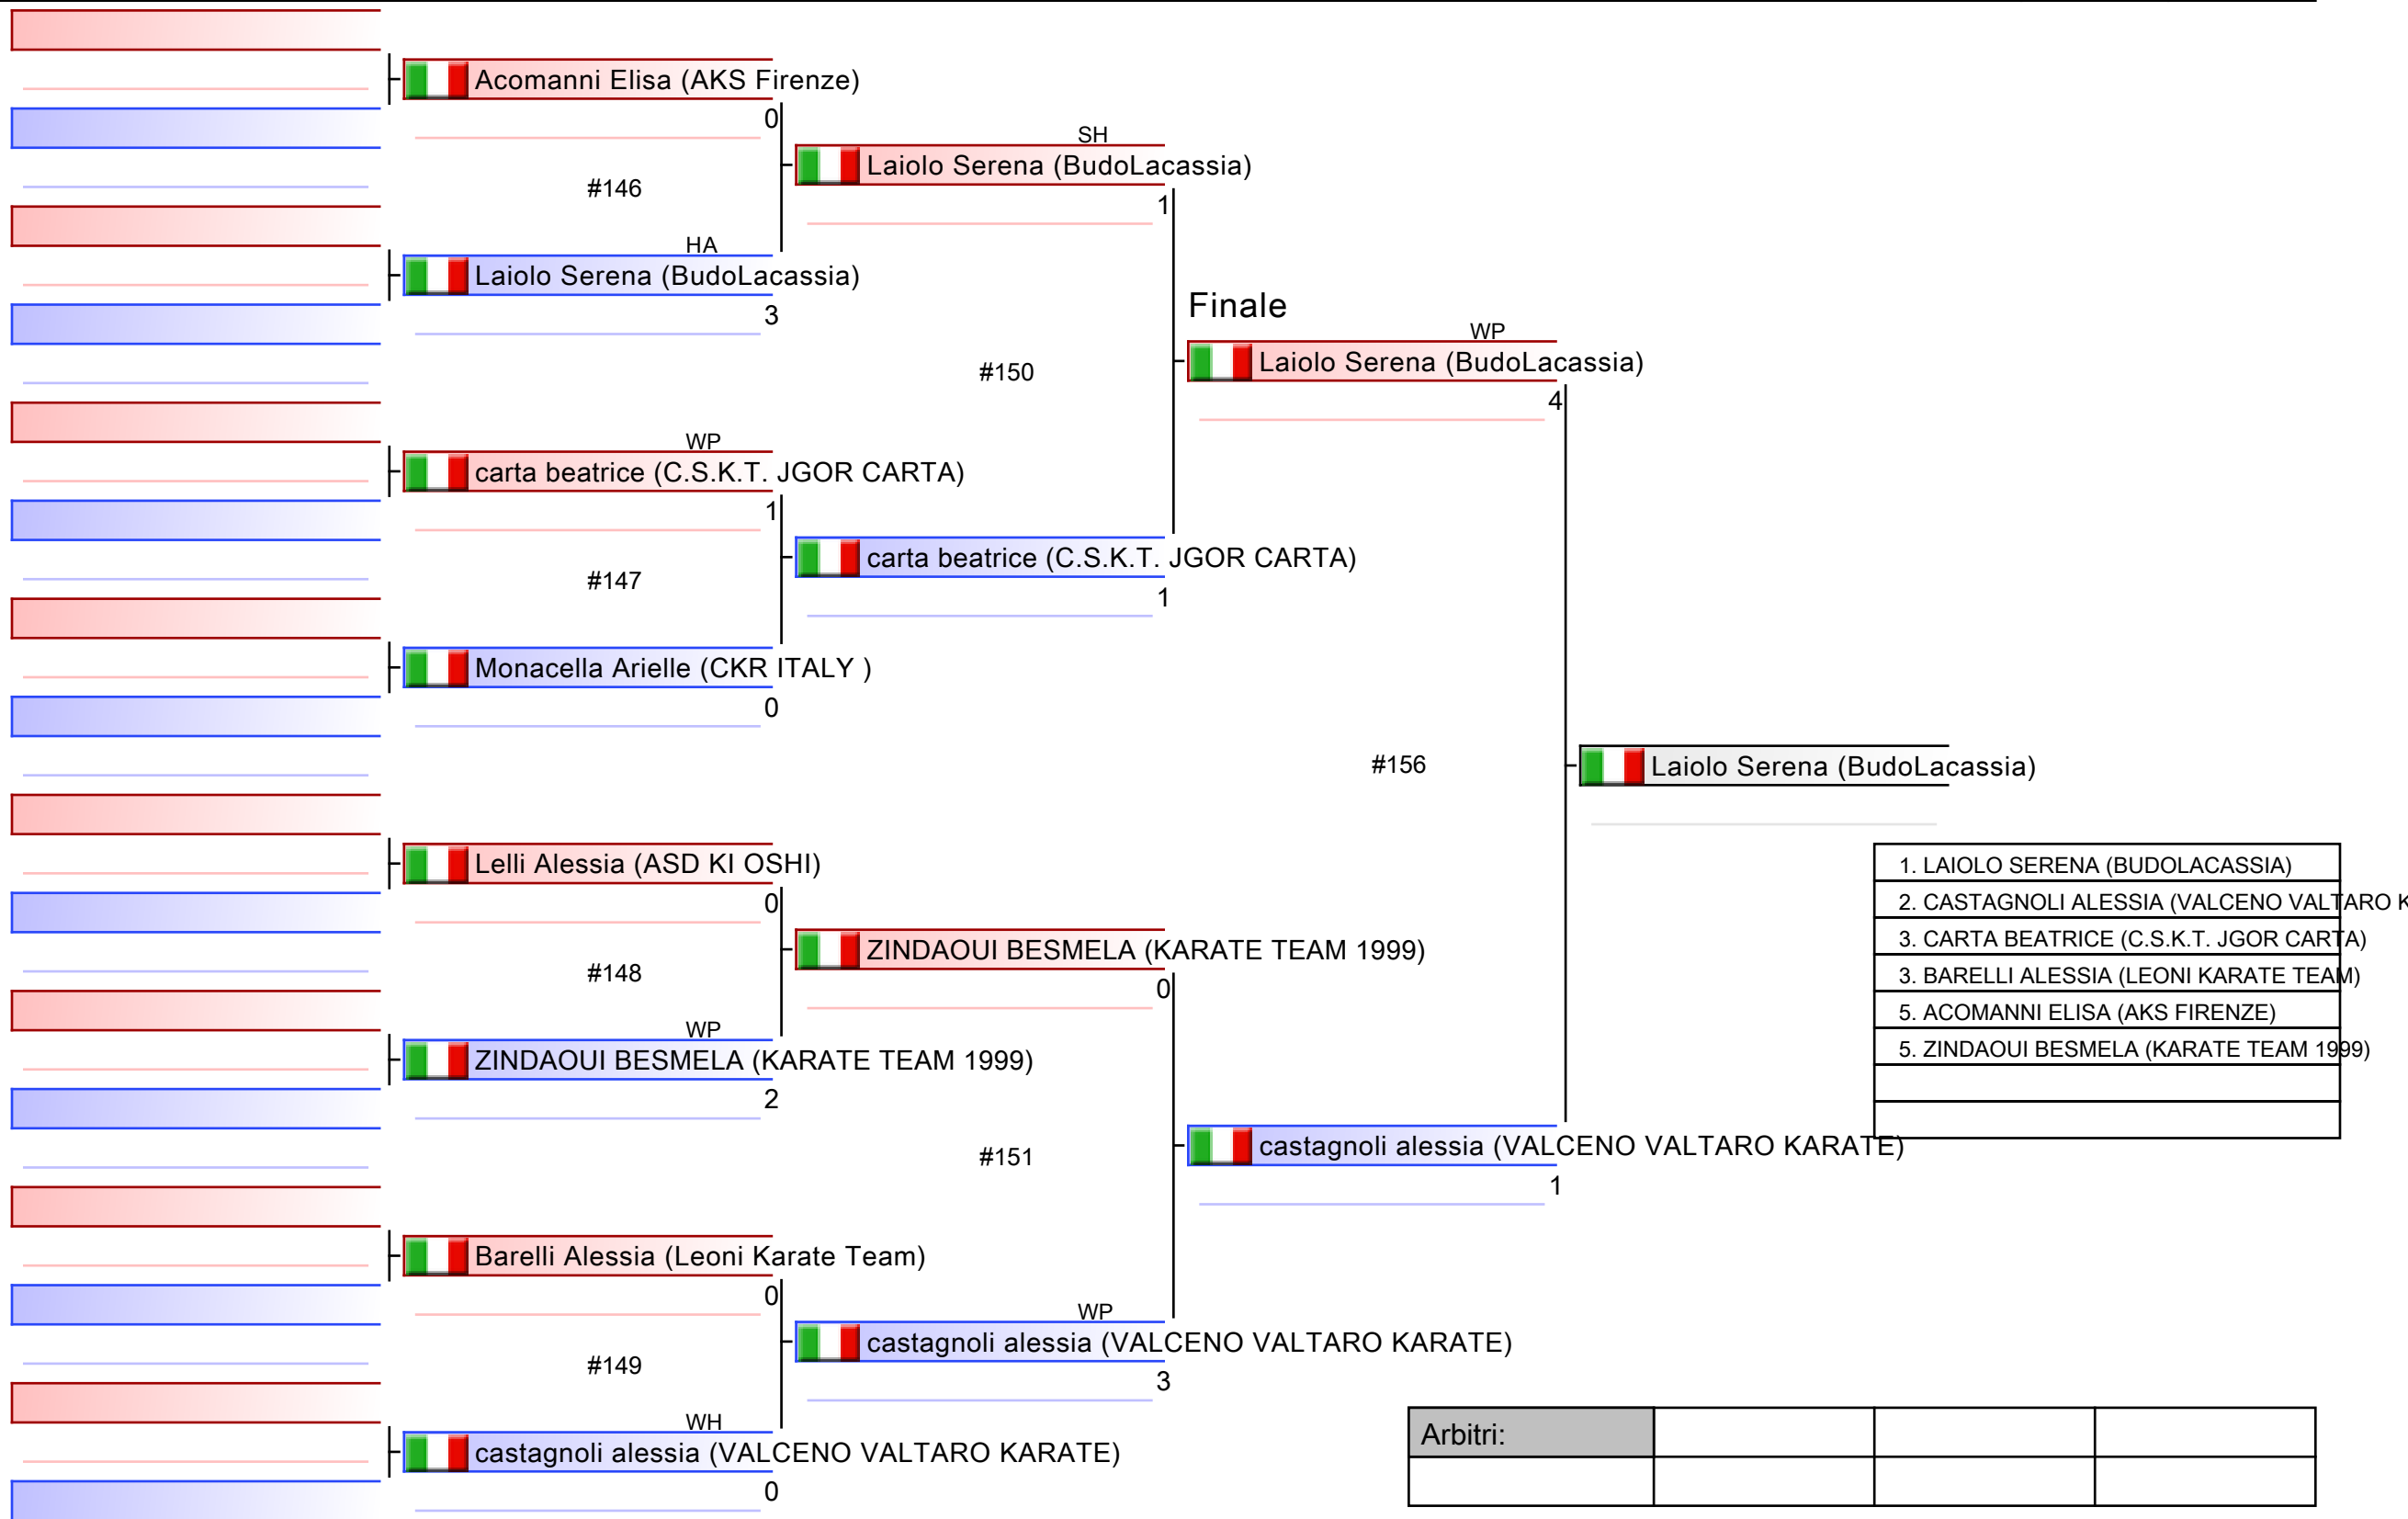 Acomanni Elisa (AKS Firenze)
0
#146
HA
Laiolo Serena (BudoLacassia)
3
WP
carta beatrice (C.S.K.T. JGOR CARTA)
1
#147
Monacella Arielle (CKR ITALY )
0
Lelli Alessia (ASD KI OSHI)
0
#148
WP
ZINDAOUI BESMELA (KARATE TEAM 1999)
2
Barelli Alessia (Leoni Karate Team)
0
#149
WH
castagnoli alessia (VALCENO VALTARO KARATE)
0
SH
Laiolo Serena (BudoLacassia)
1
#150
carta beatrice (C.S.K.T. JGOR CARTA)
1
ZINDAOUI BESMELA (KARATE TEAM 1999)
0
#151
WP
castagnoli alessia (VALCENO VALTARO KARATE)
3
Finale
WP
Laiolo Serena (BudoLacassia)
4
#156
castagnoli alessia (VALCENO VALTARO KARATE)
1
Laiolo Serena (BudoLacassia)
1. LAIOLO SERENA (BUDOLACASSIA)
2. CASTAGNOLI ALESSIA (VALCENO VALTARO K
3. CARTA BEATRICE (C.S.K.T. JGOR CARTA)
3. BARELLI ALESSIA (LEONI KARATE TEAM)
5. ACOMANNI ELISA (AKS FIRENZE)
5. ZINDAOUI BESMELA (KARATE TEAM 1999)
Arbitri: